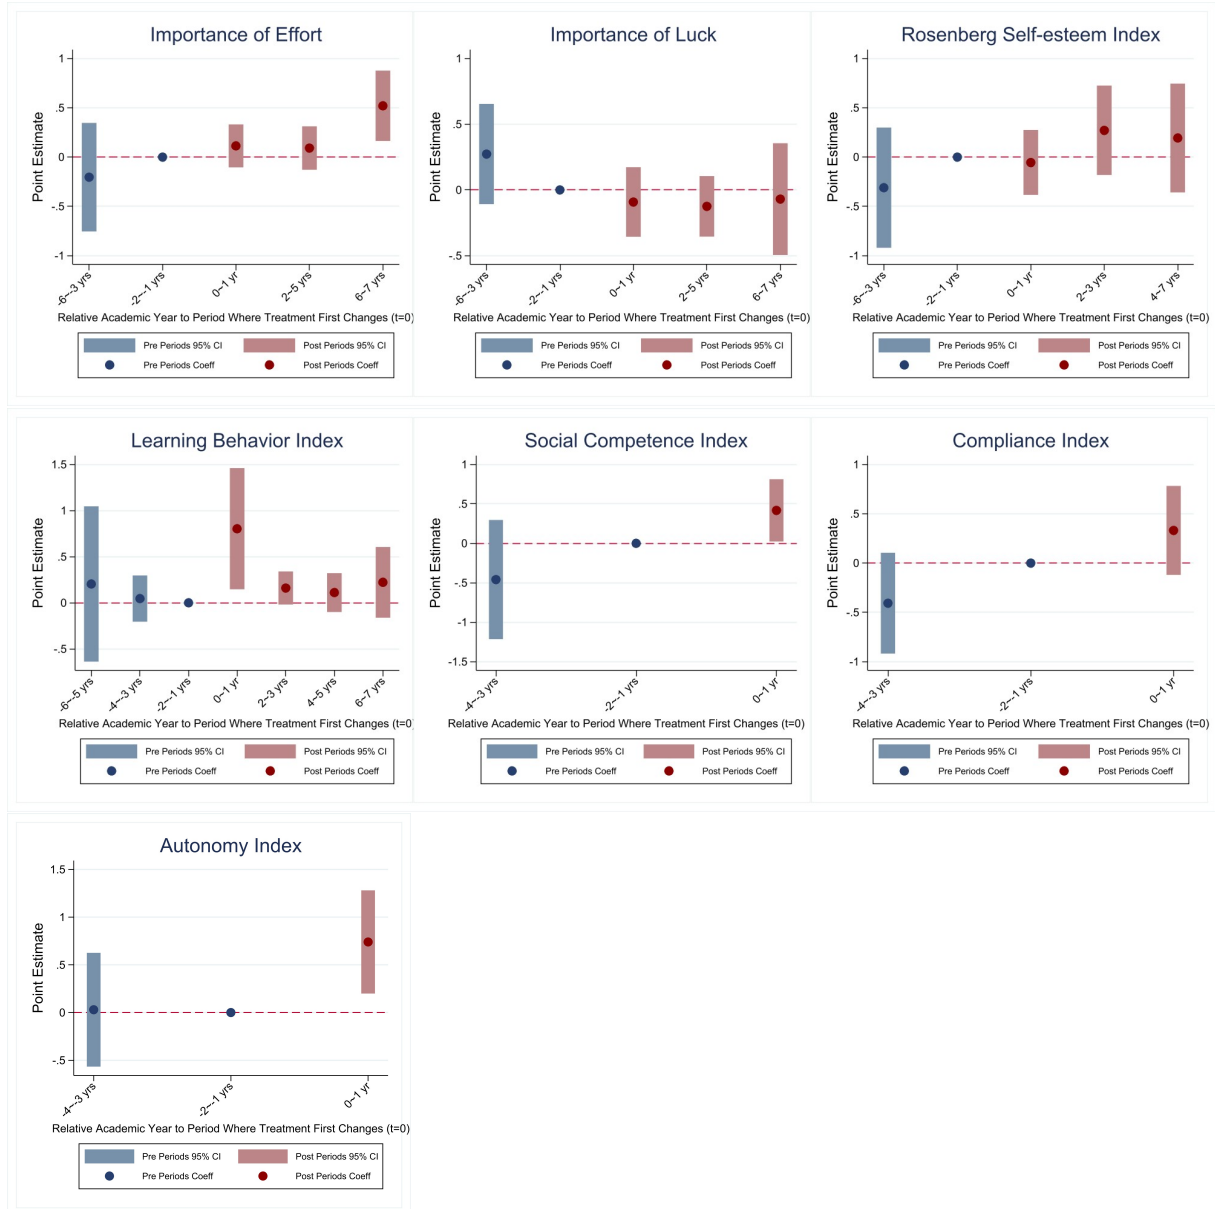 Importance of Effort
Point Estimate
1
.5
0
-.5
-1
-6~-3 yrs
-2~-1 yrs
0~1 yr
2~5 yrs
6~7 yrs
Relative Academic Year to Period Where Treatment First Changes (t=0)
Pre Periods 95% CI
Post Periods 95% CI
Pre Periods Coeff
Post Periods Coeff
Importance of Luck
Point Estimate
1
.5
0
-.5
-6~-3 yrs
-2~-1 yrs
0~1 yr
2~5 yrs
6~7 yrs
Relative Academic Year to Period Where Treatment First Changes (t=0)
Pre Periods 95% CI
Post Periods 95% CI
Pre Periods Coeff
Post Periods Coeff
Rosenberg Self-esteem Index
Point Estimate
1
.5
0
-.5
-1
-6~-3 yrs
-2~-1 yrs
0~1 yr
2~3 yrs
4~7 yrs
Relative Academic Year to Period Where Treatment First Changes (t=0)
Pre Periods 95% CI
Post Periods 95% CI
Pre Periods Coeff
Post Periods Coeff
Learning Behavior Index
Point Estimate
1.5
1
.5
0
-.5
-6~-5 yrs
-4~-3 yrs
-2~-1 yrs
0~1 yr
2~3 yrs
4~5 yrs
6~7 yrs
Relative Academic Year to Period Where Treatment First Changes (t=0)
Pre Periods 95% CI
Post Periods 95% CI
Pre Periods Coeff
Post Periods Coeff
Social Competence Index
Point Estimate
1
.5
0
-.5
-1
-1.5
-4~-3 yrs
-2~-1 yrs
0~1 yr
Relative Academic Year to Period Where Treatment First Changes (t=0)
Pre Periods 95% CI
Post Periods 95% CI
Pre Periods Coeff
Post Periods Coeff
Compliance Index
Point Estimate
1
.5
0
-.5
-1
-4~-3 yrs
-2~-1 yrs
0~1 yr
Relative Academic Year to Period Where Treatment First Changes (t=0)
Pre Periods 95% CI
Post Periods 95% CI
Pre Periods Coeff
Post Periods Coeff
Autonomy Index
Point Estimate
1.5
1
.5
0
-.5
-4~-3 yrs
-2~-1 yrs
0~1 yr
Relative Academic Year to Period Where Treatment First Changes (t=0)
Pre Periods 95% CI
Post Periods 95% CI
Pre Periods Coeff
Post Periods Coeff